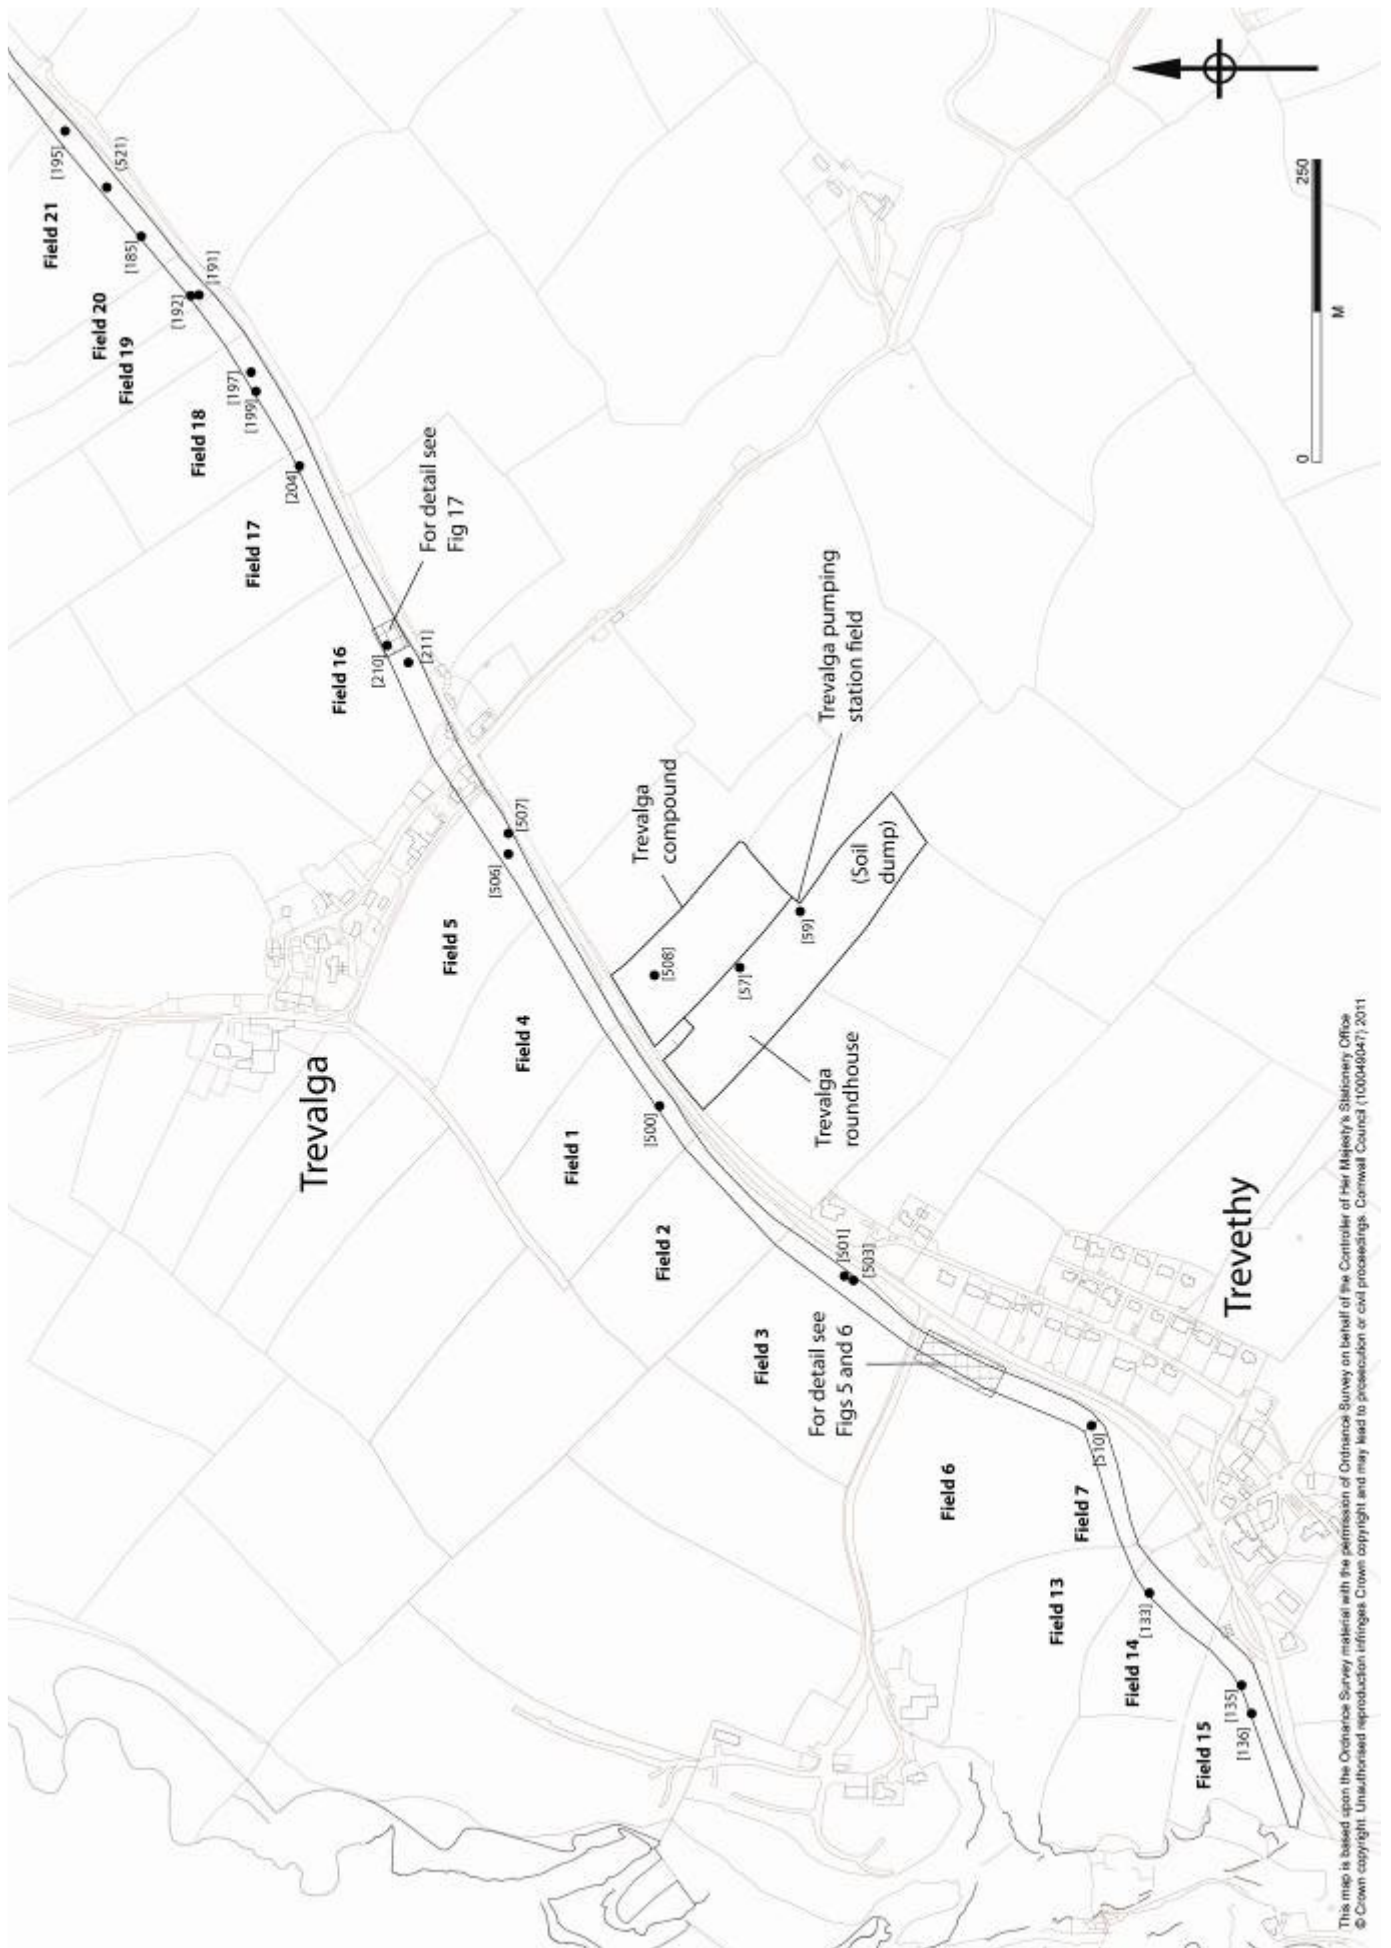 [195]
(521)
Field 21
[185]
[192]
[191]
Field 20
Field 19
[197]
[199]
Field 18
[204]
Field 17
For detail see
Fig 17
[210]
[211]
Field 16
Trevalga pumping
station field
Trevalga
compound
[507]
[506]
(Soil
dump)
[59]
[508]
[57]
Field 5
Field 4
Trevalga
Trevalga
roundhouse
[500]
Field 1
Field 2
[501]
[503]
Trevethy
Field 3
For detail see
Figs 5 and 6
[510]
Field 6
Field 7
Field 13
[133]
Field 14
[135]
[136]
Field 15
0
250
M
This map is based upon the Ordnance Survey material with the permission of Ordnance Survey on behalf of the Controller of Her Majesty's Stationery Office
© Crown copyright. Unauthorised reproduction infringes Crown copyright and may lead to prosecution or civil proceedings. Cornwall Council (100049047) 2011